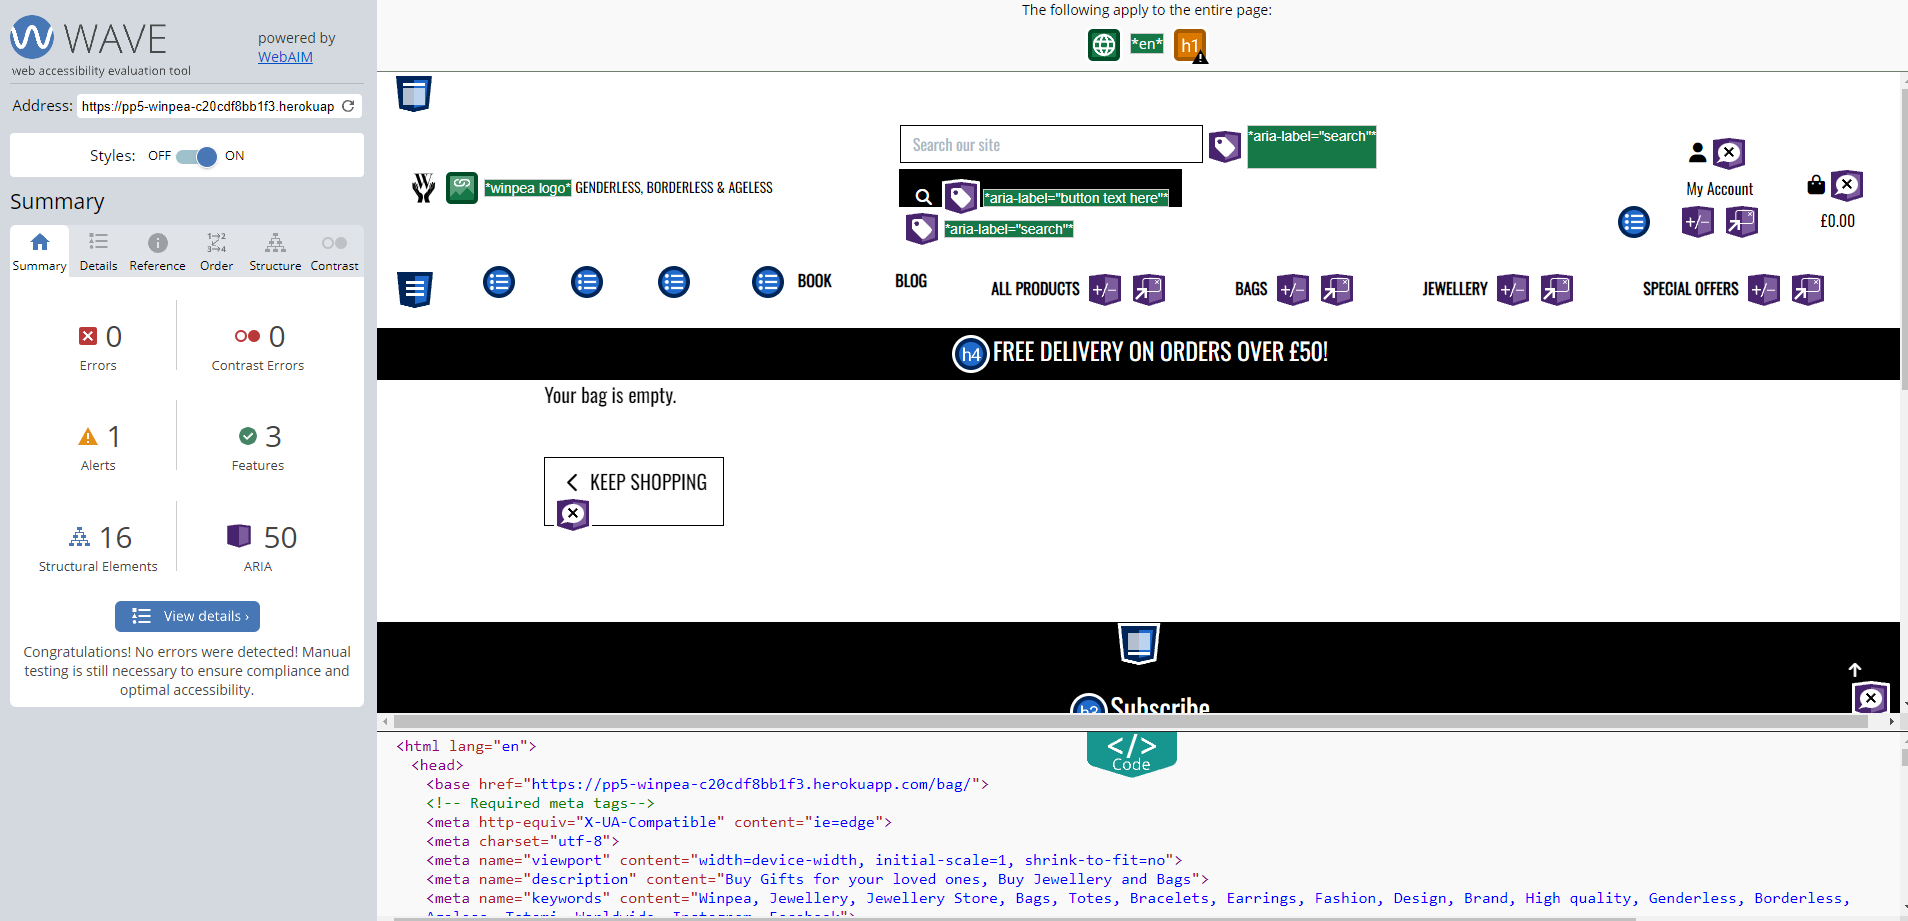 The following apply to the entire page:
*en*
h1
WAVE
powered by
WebAIM
web accessibility evaluation tool
Address: https://pp5-winpea-c20cdf8bb1f3.herokuap
Styles: OFF ON
Summary
Summary Details Reference Order Structure Contrast
0
Errors
0
Contrast Errors
1
Alerts
3
Features
16
Structural Elements
50
ARIA
View details ›
Congratulations! No errors were detected! Manual
testing is still necessary to ensure compliance and
optimal accessibility.
Search our site
*aria-label="search"*
*winpea logo* GENDERLESS, BORDERLESS & AGELESS
*aria-label="button text here"*
*aria-label="search"*
My Account
£0.00
BOOK
BLOG
ALL PRODUCTS
BAGS
JEWELLERY
SPECIAL OFFERS
h4 FREE DELIVERY ON ORDERS OVER £50!
Your bag is empty.
KEEP SHOPPING
Subscribe
</>
Code
<html lang="en">
<head>
<base href="https://pp5-winpea-c20cdf8bb1f3.herokuapp.com/bag/">
<!-- Required meta tags-->
<meta http-equiv="X-UA-Compatible" content="ie=edge">
<meta charset="utf-8">
<meta name="viewport" content="width=device-width, initial-scale=1, shrink-to-fit=no">
<meta name="description" content="Buy Gifts for your loved ones, Buy Jewellery and Bags">
<meta name="keywords" content="Winpea, Jewellery, Jewellery Store, Bags, Totes, Bracelets, Earrings, Fashion, Design, Brand, High quality, Genderless, Borderless,